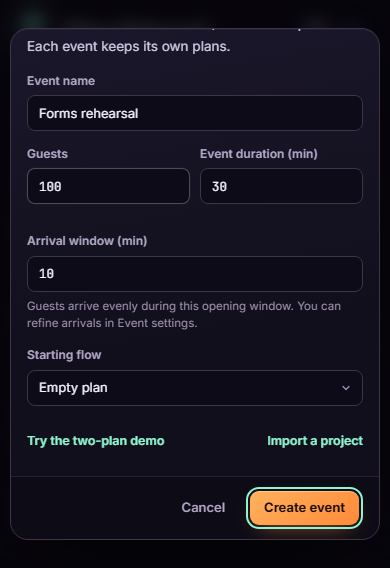 Each event keeps its own plans.
Event name
Forms rehearsal
Guests
Event duration (min)
100
30
Arrival window (min)
10
Guests arrive evenly during this opening window. You can
refine arrivals in Event settings.
Starting flow
Empty plan
Try the two-plan demo
Import a project
Cancel
Create event